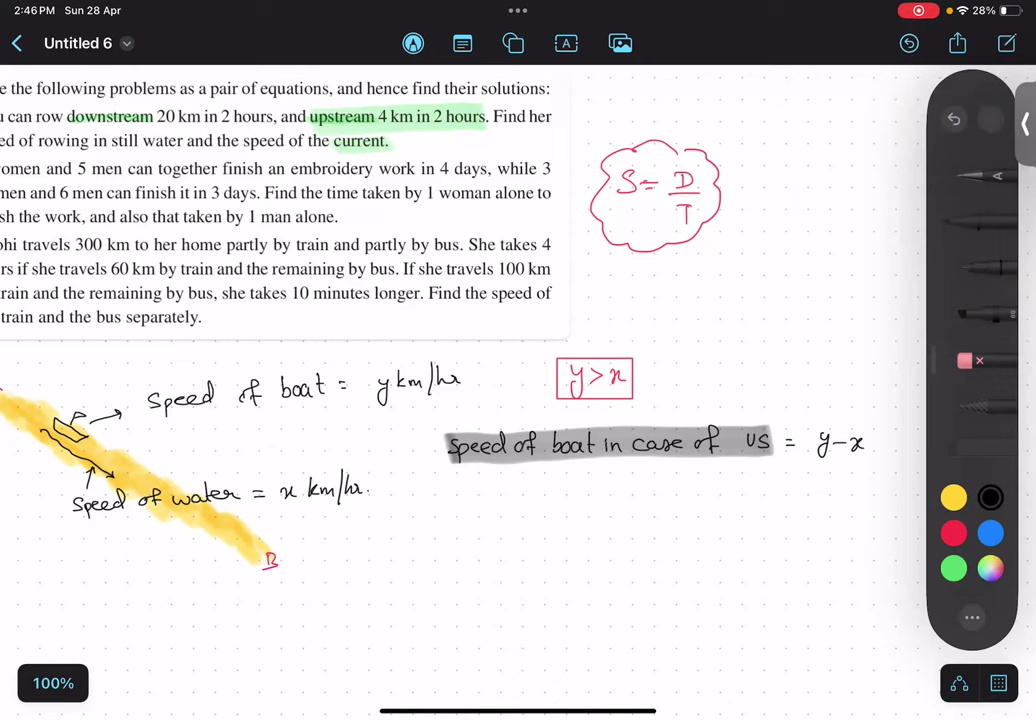 2:46 PM Sun 28 Apr
28%
Untitled 6
e the following problems as a pair of equations, and hence find their solutions:
u can row downstream 20 km in 2 hours, and upstream 4 km in 2 hours. Find her
ed of rowing in still water and the speed of the current.
omen and 5 men can together finish an embroidery work in 4 days, while 3
men and 6 men can finish it in 3 days. Find the time taken by 1 woman alone to
sh the work, and also that taken by 1 man alone.
ohi travels 300 km to her home partly by train and partly by bus. She takes 4
rs if she travels 60 km by train and the remaining by bus. If she travels 100 km
train and the remaining by bus, she takes 10 minutes longer. Find the speed of
train and the bus separately.
S = D
T
Speed of boat = y km/hr
y > x
Speed of boat in case of US = y-x
Speed of water = x km/hr.
B
100%